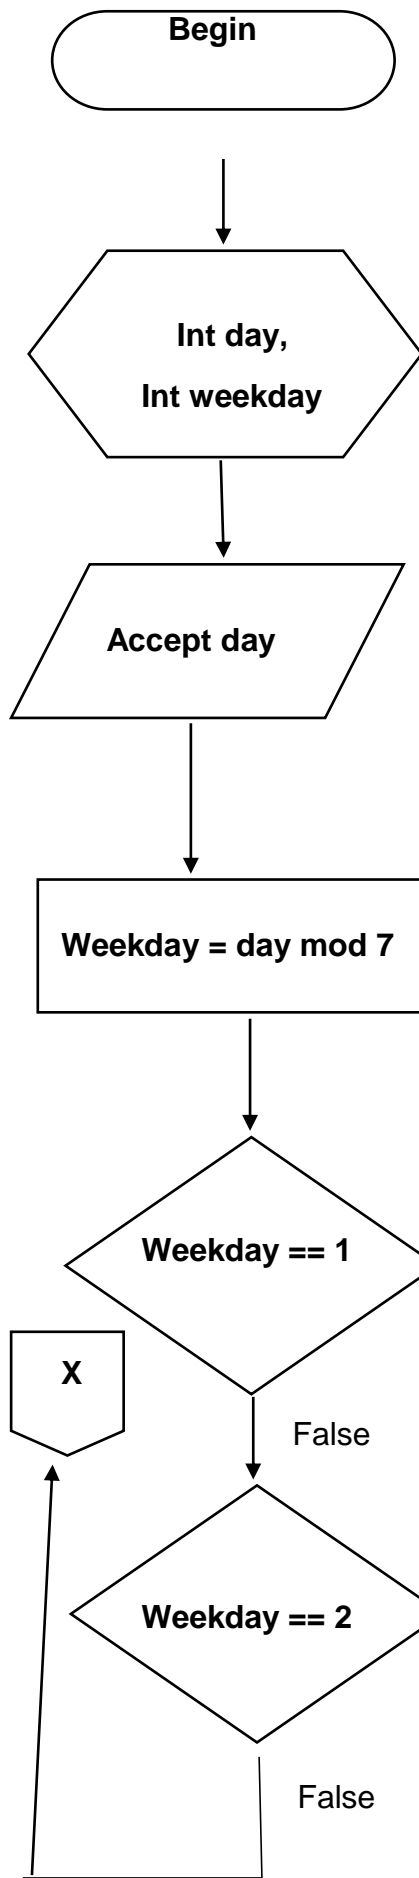 Begin
Int day,
Int weekday
Accept day
Weekday = day mod 7
Weekday == 1
X
False
Weekday == 2
False